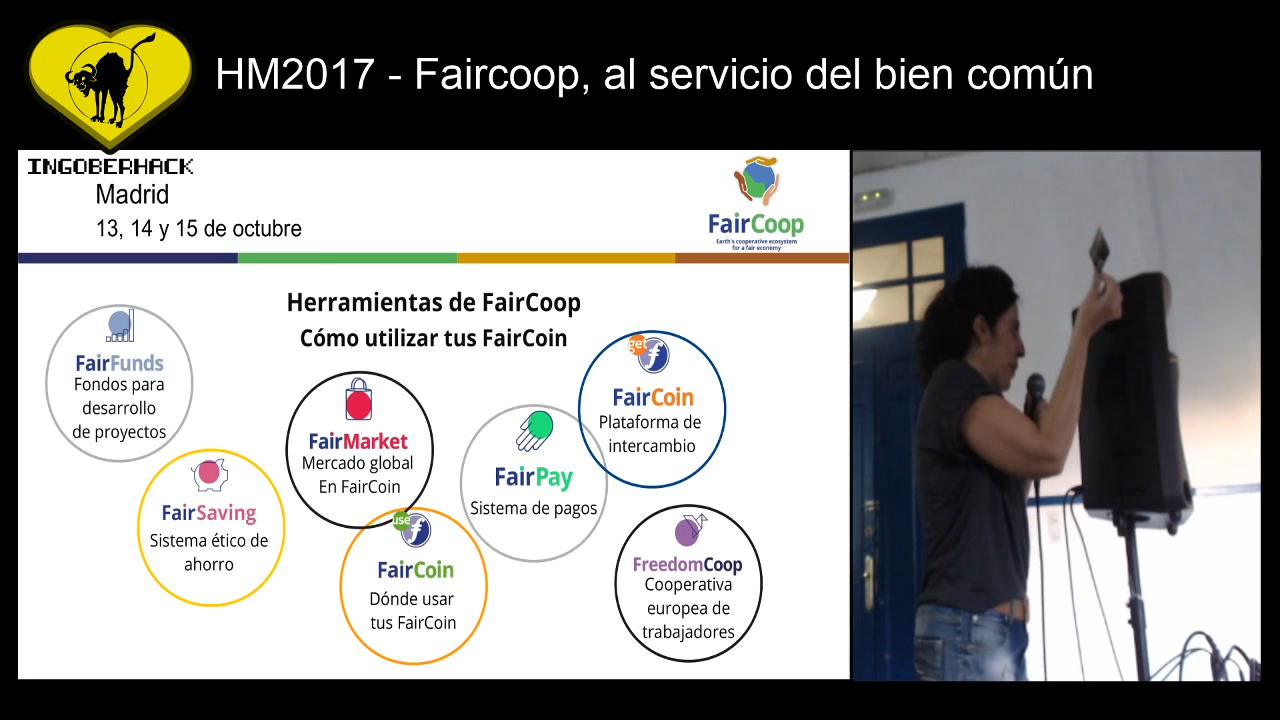 HM2017 - Faircoop, al servicio del bien común
INGOBERHACK
Madrid
13, 14 y 15 de octubre
FairCoop
Earth's cooperative ecosystem
for a fair economy
Herramientas de FairCoop
Cómo utilizar tus FairCoin
FairFunds
Fondos para
desarrollo
de proyectos
FairSaving
Sistema ético de
ahorro
FairMarket
Mercado global
En FairCoin
use
FairCoin
Dónde usar
tus FairCoin
FairPay
Sistema de pagos
get
FairCoin
Plataforma de
intercambio
FreedomCoop
Cooperativa
europea de
trabajadores